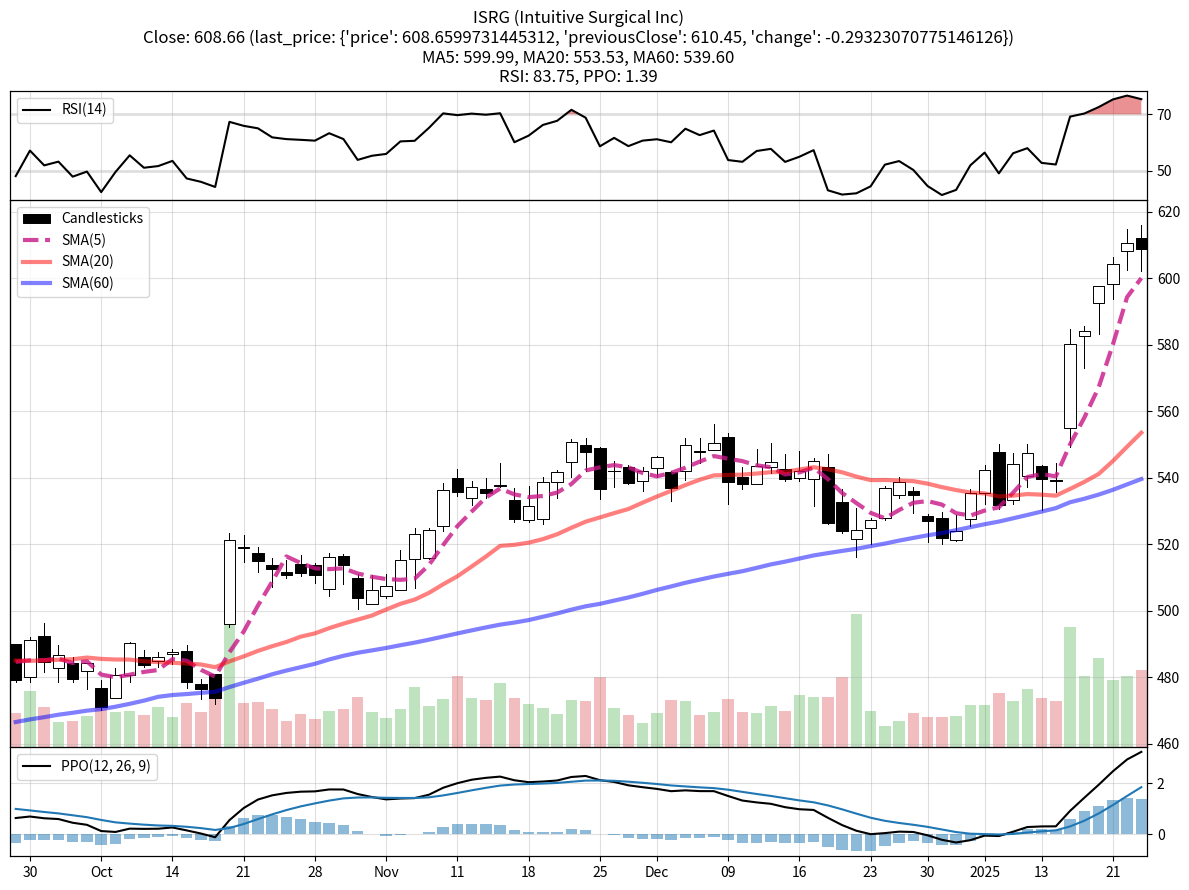 ISRG (Intuitive Surgical Inc)
Close: 608.66 (last_price: {'price': 608.6599731445312, 'previousClose': 610.45, 'change': -0.29323070775146126})
MA5: 599.99, MA20: 553.53, MA60: 539.60
RSI: 83.75, PPO: 1.39
RSI(14)
70
50
Candlesticks
SMA(5)
SMA(20)
SMA(60)
620
600
580
560
540
520
500
480
460
PPO(12, 26, 9)
2
0
30 Oct 14 21 28 Nov 11 18 25 Dec 09 16 23 30 2025 13 21